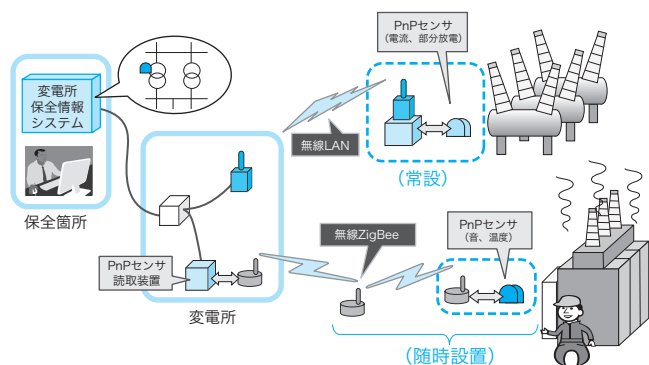 PnPセンサ
(電流、部分放電)
変電所
保全情報
システム
無線LAN
(常設)
保全箇所
無線ZigBee
PnPセンサ
(音、温度)
PnPセンサ
読取装置
変電所
(随時設置)